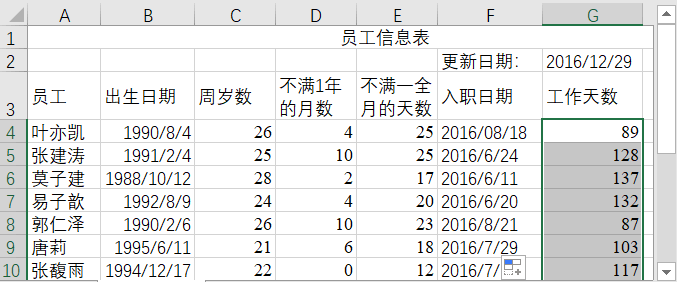 A B C D E F G
1 员工信息表
2 更新日期： 2016/12/29
3 员工 出生日期 周岁数 不满1年的月数 不满一全月的天数 入职日期 工作天数
4 叶亦凯 1990/8/4 26 4 25 2016/08/18 89
5 张建涛 1991/2/4 25 10 25 2016/6/24 128
6 莫子建 1988/10/12 28 2 17 2016/6/11 137
7 易子歆 1992/8/9 24 4 20 2016/6/20 132
8 郭仁泽 1990/2/6 26 10 23 2016/8/21 87
9 唐莉 1995/6/11 21 6 18 2016/7/29 103
10 张馥雨 1994/12/17 22 0 12 2016/7/ 117